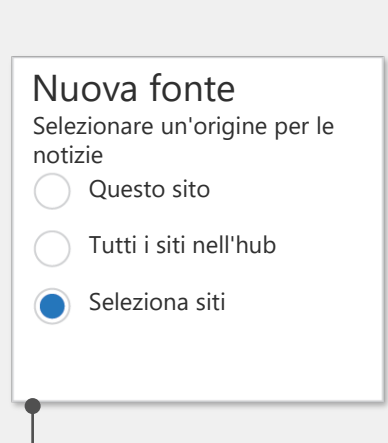 Nuova fonte
Selezionare un'origine per le
notizie
Questo sito
Tutti i siti nell'hub
Seleziona siti